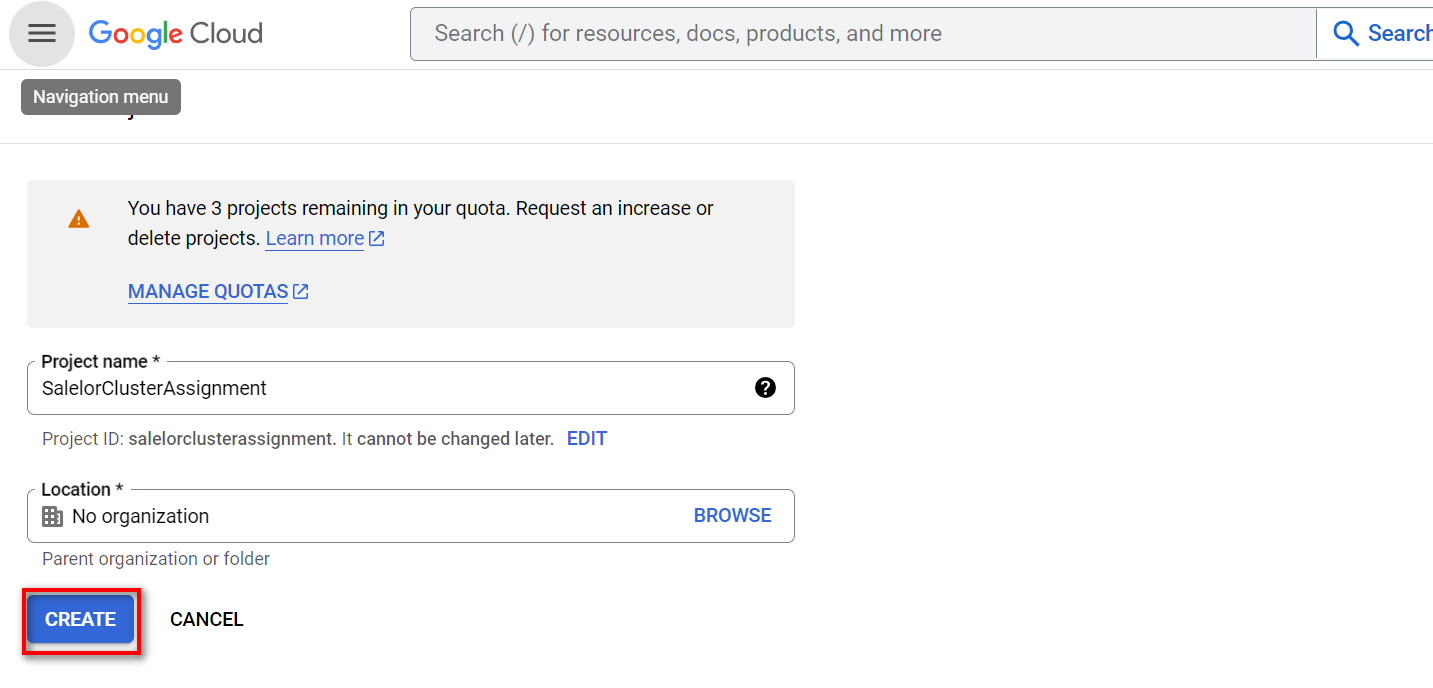 Google Cloud
Search (/) for resources, docs, products, and more
Search
Navigation menu
You have 3 projects remaining in your quota. Request an increase or
delete projects. Learn more
MANAGE QUOTAS
Project name *
SalelorClusterAssignment
Project ID: salelorclusterassignment. It cannot be changed later. EDIT
Location *
No organization BROWSE
Parent organization or folder
CREATE CANCEL